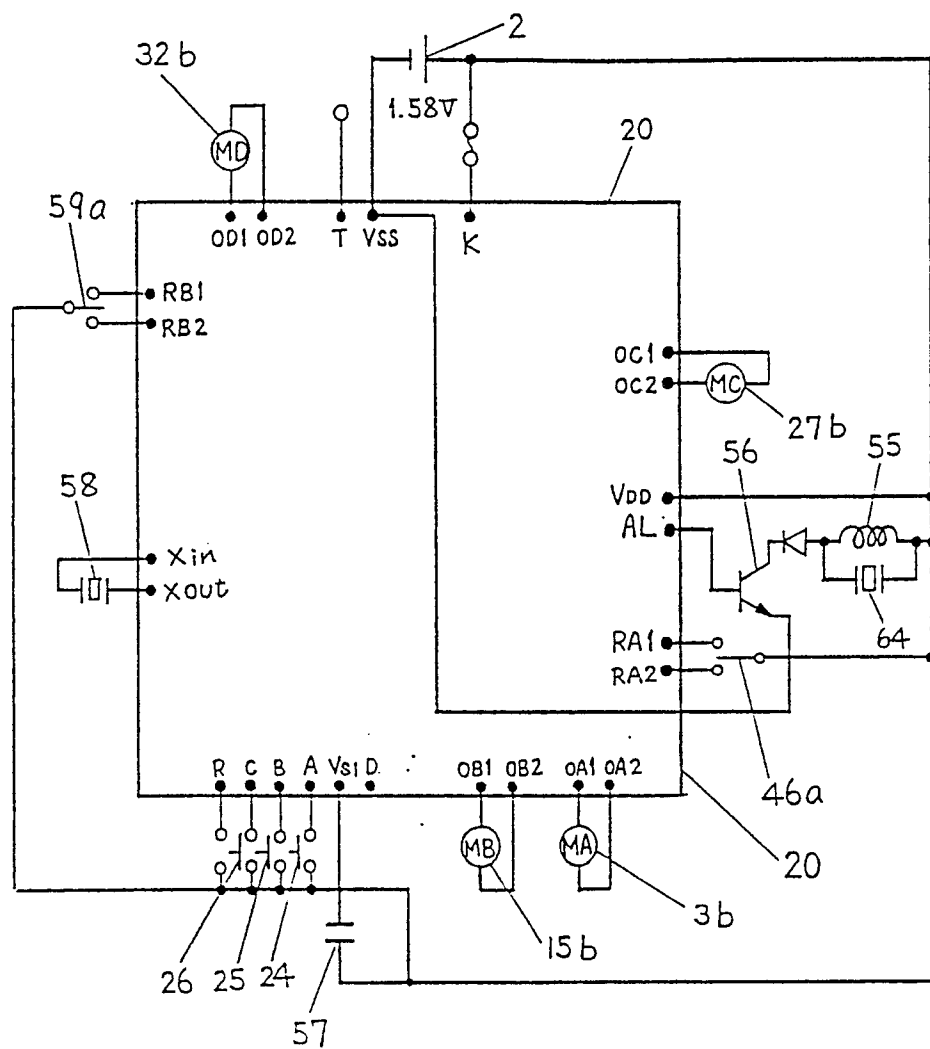 2
32b
1.58V
MD
20
59a
OD1 OD2 T VSS K
RB1
RB2
OC1
OC2 MC
27b
56 55
58
VDD
AL
Xin
Xout
64
RA1
RA2
R C B A VS1 D OB1 OB2 OA1 OA2
46a
MB MA
20
3b
15b
26 25 24
57